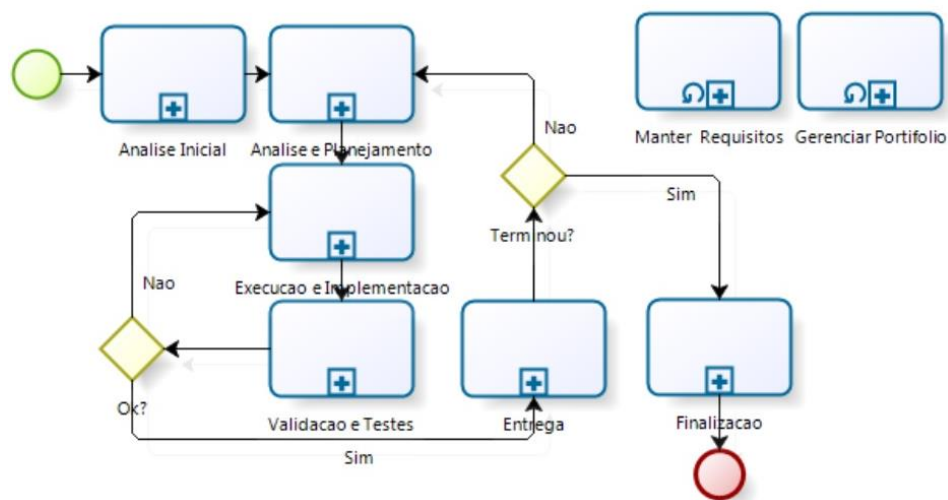 Analise Inicial
Analise e Planejamento
Nao
Manter Requisitos
Gerenciar Portifolio
Sim
Terminou?
Nao
Execucao e Implementacao
Ok?
Validacao e Testes
Entrega
Finalizacao
Sim